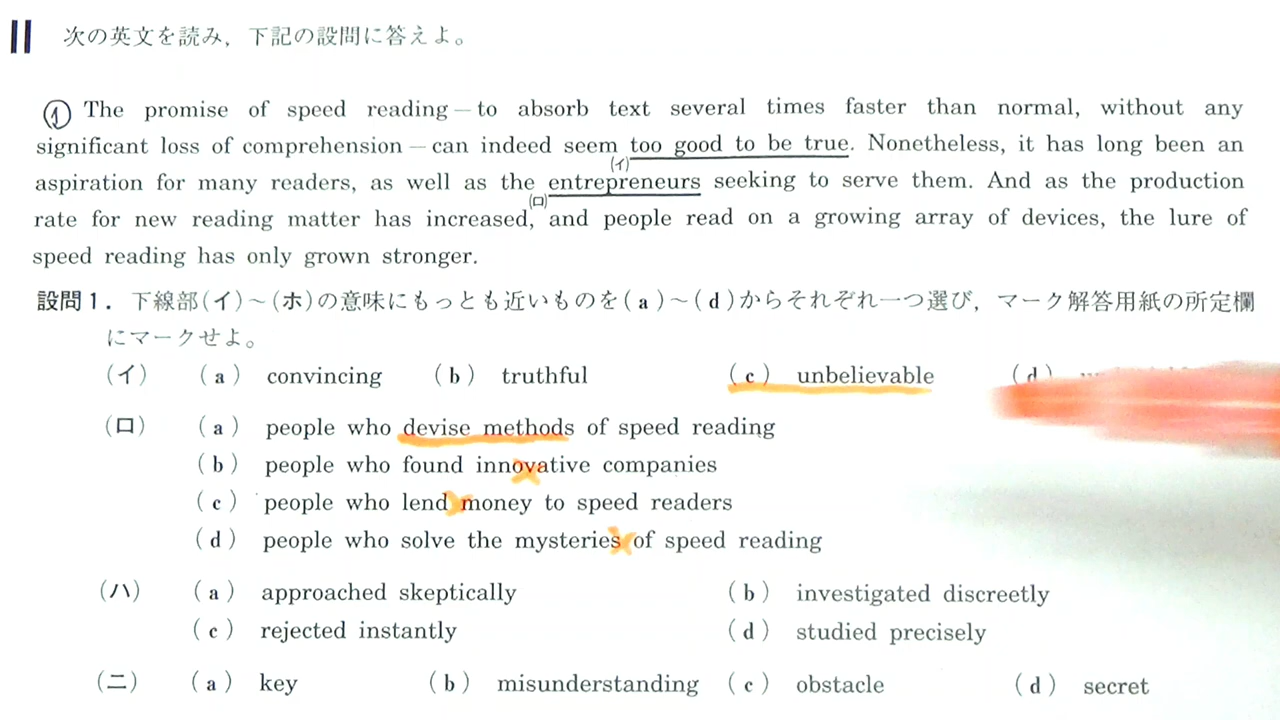 II 次の英文を読み，下記の設問に答えよ。
① The promise of speed reading — to absorb text several times faster than normal, without any
significant loss of comprehension — can indeed seem too good to be true. Nonetheless, it has long been an
(イ)
aspiration for many readers, as well as the entrepreneurs seeking to serve them. And as the production
(ロ)
rate for new reading matter has increased, and people read on a growing array of devices, the lure of
speed reading has only grown stronger.
設問１．下線部(イ)～(ホ)の意味にもっとも近いものを(a)～(d)からそれぞれ一つ選び，マーク解答用紙の所定欄
にマークせよ。
(イ) (a) convincing (b) truthful (c) unbelievable (d)
(ロ) (a) people who devise methods of speed reading
(b) people who found innovative companies
(c) people who lend money to speed readers
(d) people who solve the mysteries of speed reading
(ハ) (a) approached skeptically (b) investigated discreetly
(c) rejected instantly (d) studied precisely
(ニ) (a) key (b) misunderstanding (c) obstacle (d) secret